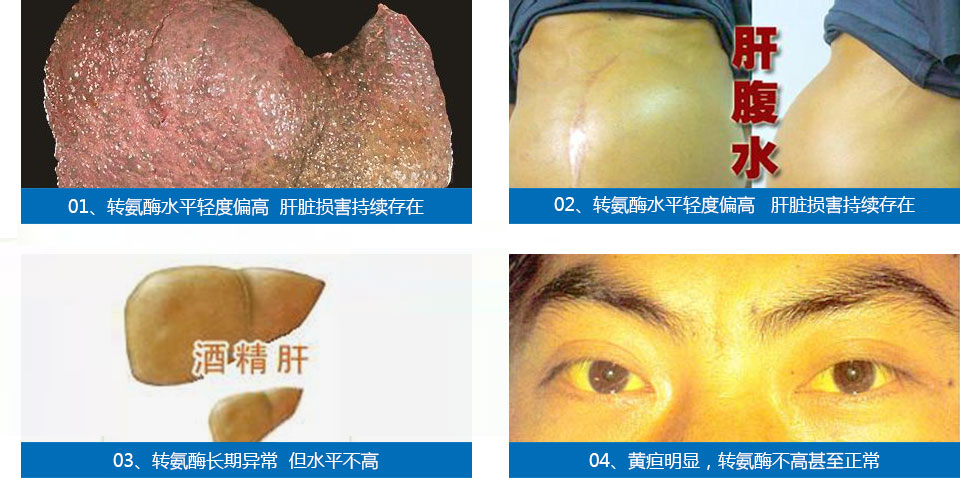 肝腹水
01、转氨酶水平轻度偏高 肝脏损害持续存在
02、转氨酶水平轻度偏高 肝脏损害持续存在
酒精肝
03、转氨酶长期异常 但水平不高
04、黄疸明显，转氨酶不高甚至正常